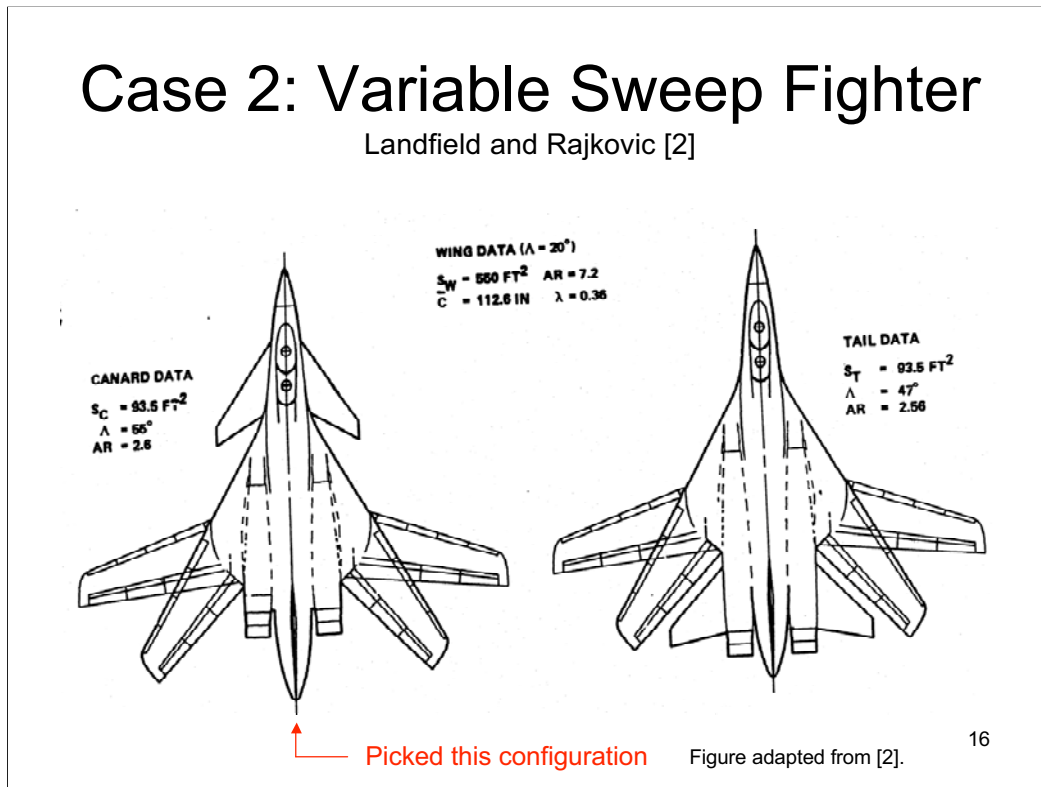 Case 2: Variable Sweep Fighter
Landfield and Rajkovic [2]
WING DATA (Λ = 20°)
S_W = 550 FT² AR = 7.2
c̅ = 112.6 IN λ = 0.36
CANARD DATA
S_C = 93.5 FT²
Λ = 55°
AR = 2.6
TAIL DATA
S_T = 93.5 FT²
Λ = 47°
AR = 2.56
Picked this configuration
Figure adapted from [2].
16